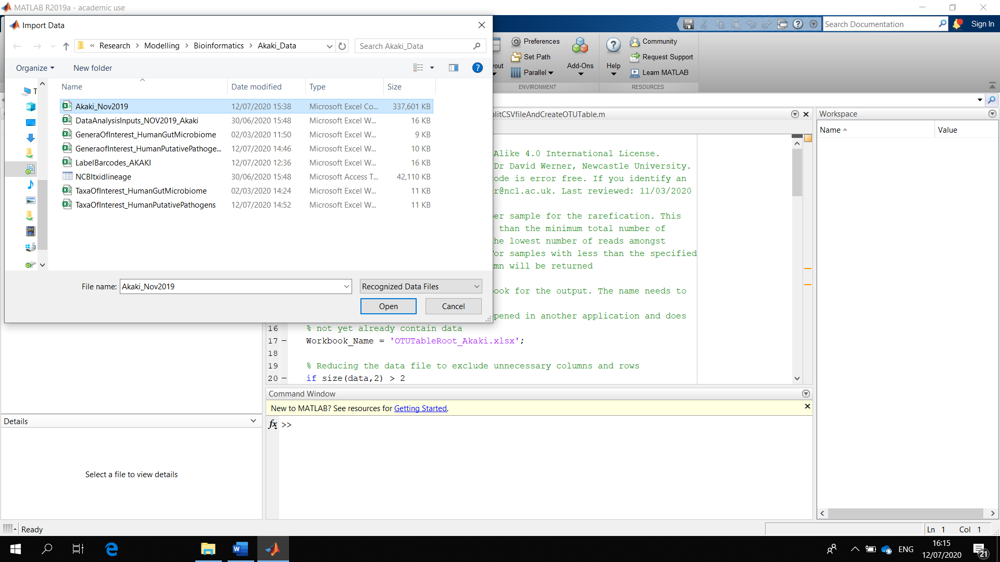 MATLAB R2019a - academic use
Import Data
« Research > Modelling > Bioinformatics > Akaki_Data
Search Akaki_Data
Organize
New folder
Name
Date modified
Type
Size
Akaki_Nov2019 12/07/2020 15:38 Microsoft Excel Co... 337,601 KB
DataAnalysisInputs_NOV2019_Akaki 30/06/2020 15:48 Microsoft Excel W... 16 KB
GeneraOfInterest_HumanGutMicrobiome 02/03/2020 11:50 Microsoft Excel W... 9 KB
GeneraofInterest_HumanPutativePathoge... 12/07/2020 14:46 Microsoft Excel W... 10 KB
LabelBarcodes_AKAKI 12/07/2020 12:36 Microsoft Excel W... 16 KB
NCBItxidlineage 30/06/2020 15:48 Microsoft Access T... 42,110 KB
TaxaOfInterest_HumanGutMicrobiome 02/03/2020 14:24 Microsoft Excel W... 11 KB
TaxaOfInterest_HumanPutativePathogens 12/07/2020 14:52 Microsoft Excel W... 11 KB
File name: Akaki_Nov2019
Recognized Data Files
Open
Cancel
Search Documentation
Sign In
Preferences
Set Path
Parallel
Add-Ons
Help
Community
Request Support
Learn MATLAB
ENVIRONMENT
RESOURCES
plitCSVfileAndCreateOTUTable.m
Alike 4.0 International License.
Dr David Werner, Newcastle University.
code is error free. If you identify an
r@ncl.ac.uk. Last reviewed: 11/03/2020
er sample for the rarefication. This
than the minimum total number of
he lowest number of reads amongst
or samples with less than the specified
mn will be returned
ook for the output. The name needs to
pened in another application and does
16 % not yet already contain data
17 – Workbook_Name = 'OTUTableRoot_Akaki.xlsx';
18
19 % Reducing the data file to exclude unnecessary columns and rows
20 – if size(data,2) > 2
Workspace
Name
Value
Command Window
New to MATLAB? See resources for Getting Started.
fx >>
Details
Select a file to view details
Ready
Ln 1 Col 1
ENG
16:15
12/07/2020
21